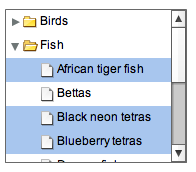 Birds
Fish
African tiger fish
Bettas
Black neon tetras
Blueberry tetras